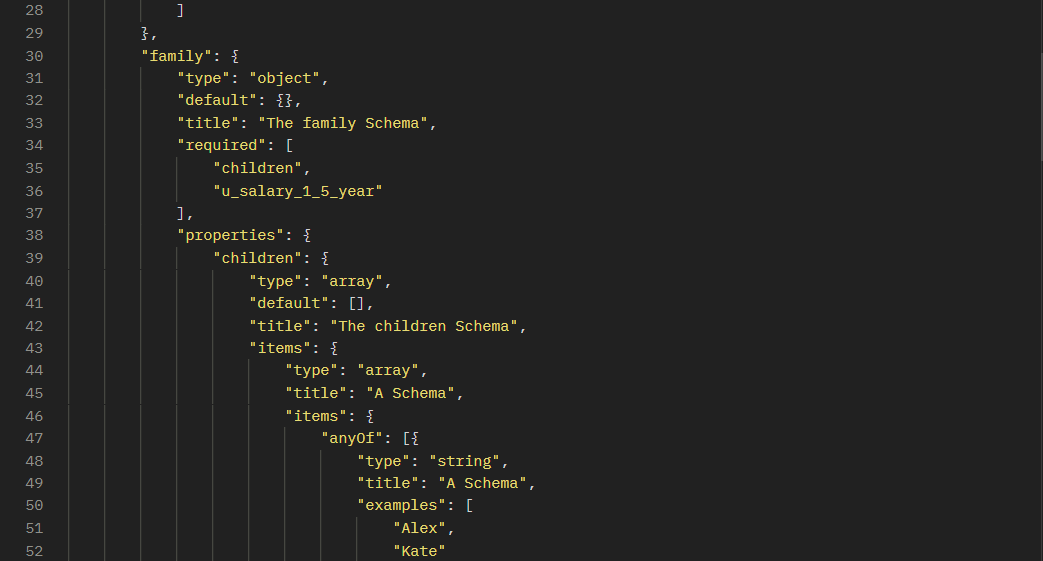 28 ]
29 },
30 "family": {
31 "type": "object",
32 "default": {},
33 "title": "The family Schema",
34 "required": [
35 "children",
36 "u_salary_1_5_year"
37 ],
38 "properties": {
39 "children": {
40 "type": "array",
41 "default": [],
42 "title": "The children Schema",
43 "items": {
44 "type": "array",
45 "title": "A Schema",
46 "items": {
47 "anyOf": [{
48 "type": "string",
49 "title": "A Schema",
50 "examples": [
51 "Alex",
52 "Kate"